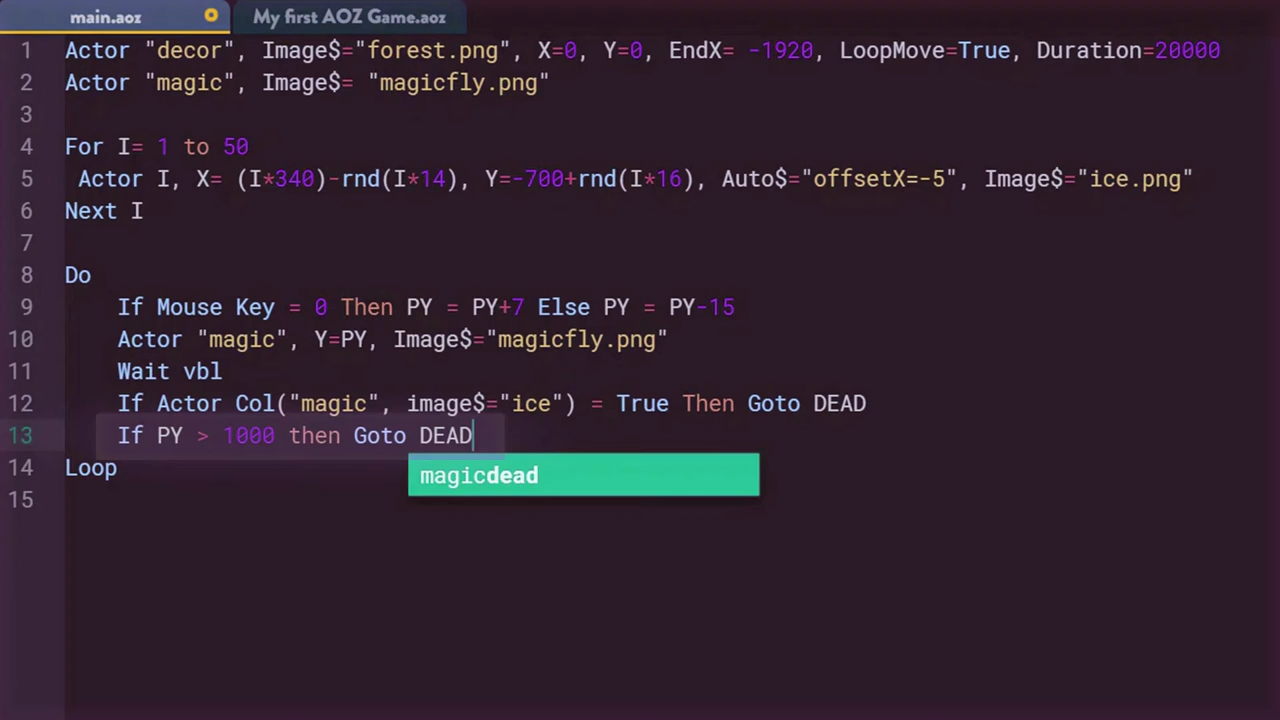 main.aoz My first AOZ Game.aoz
1 Actor "decor", Image$="forest.png", X=0, Y=0, EndX= -1920, LoopMove=True, Duration=20000
2 Actor "magic", Image$= "magicfly.png"
3
4 For I= 1 to 50
5 Actor I, X= (I*340)-rnd(I*14), Y=-700+rnd(I*16), Auto$="offsetX=-5", Image$="ice.png"
6 Next I
7
8 Do
9 If Mouse Key = 0 Then PY = PY+7 Else PY = PY-15
10 Actor "magic", Y=PY, Image$="magicfly.png"
11 Wait vbl
12 If Actor Col("magic", image$="ice") = True Then Goto DEAD
13 If PY > 1000 then Goto DEAD
14 Loop
magicdead
15